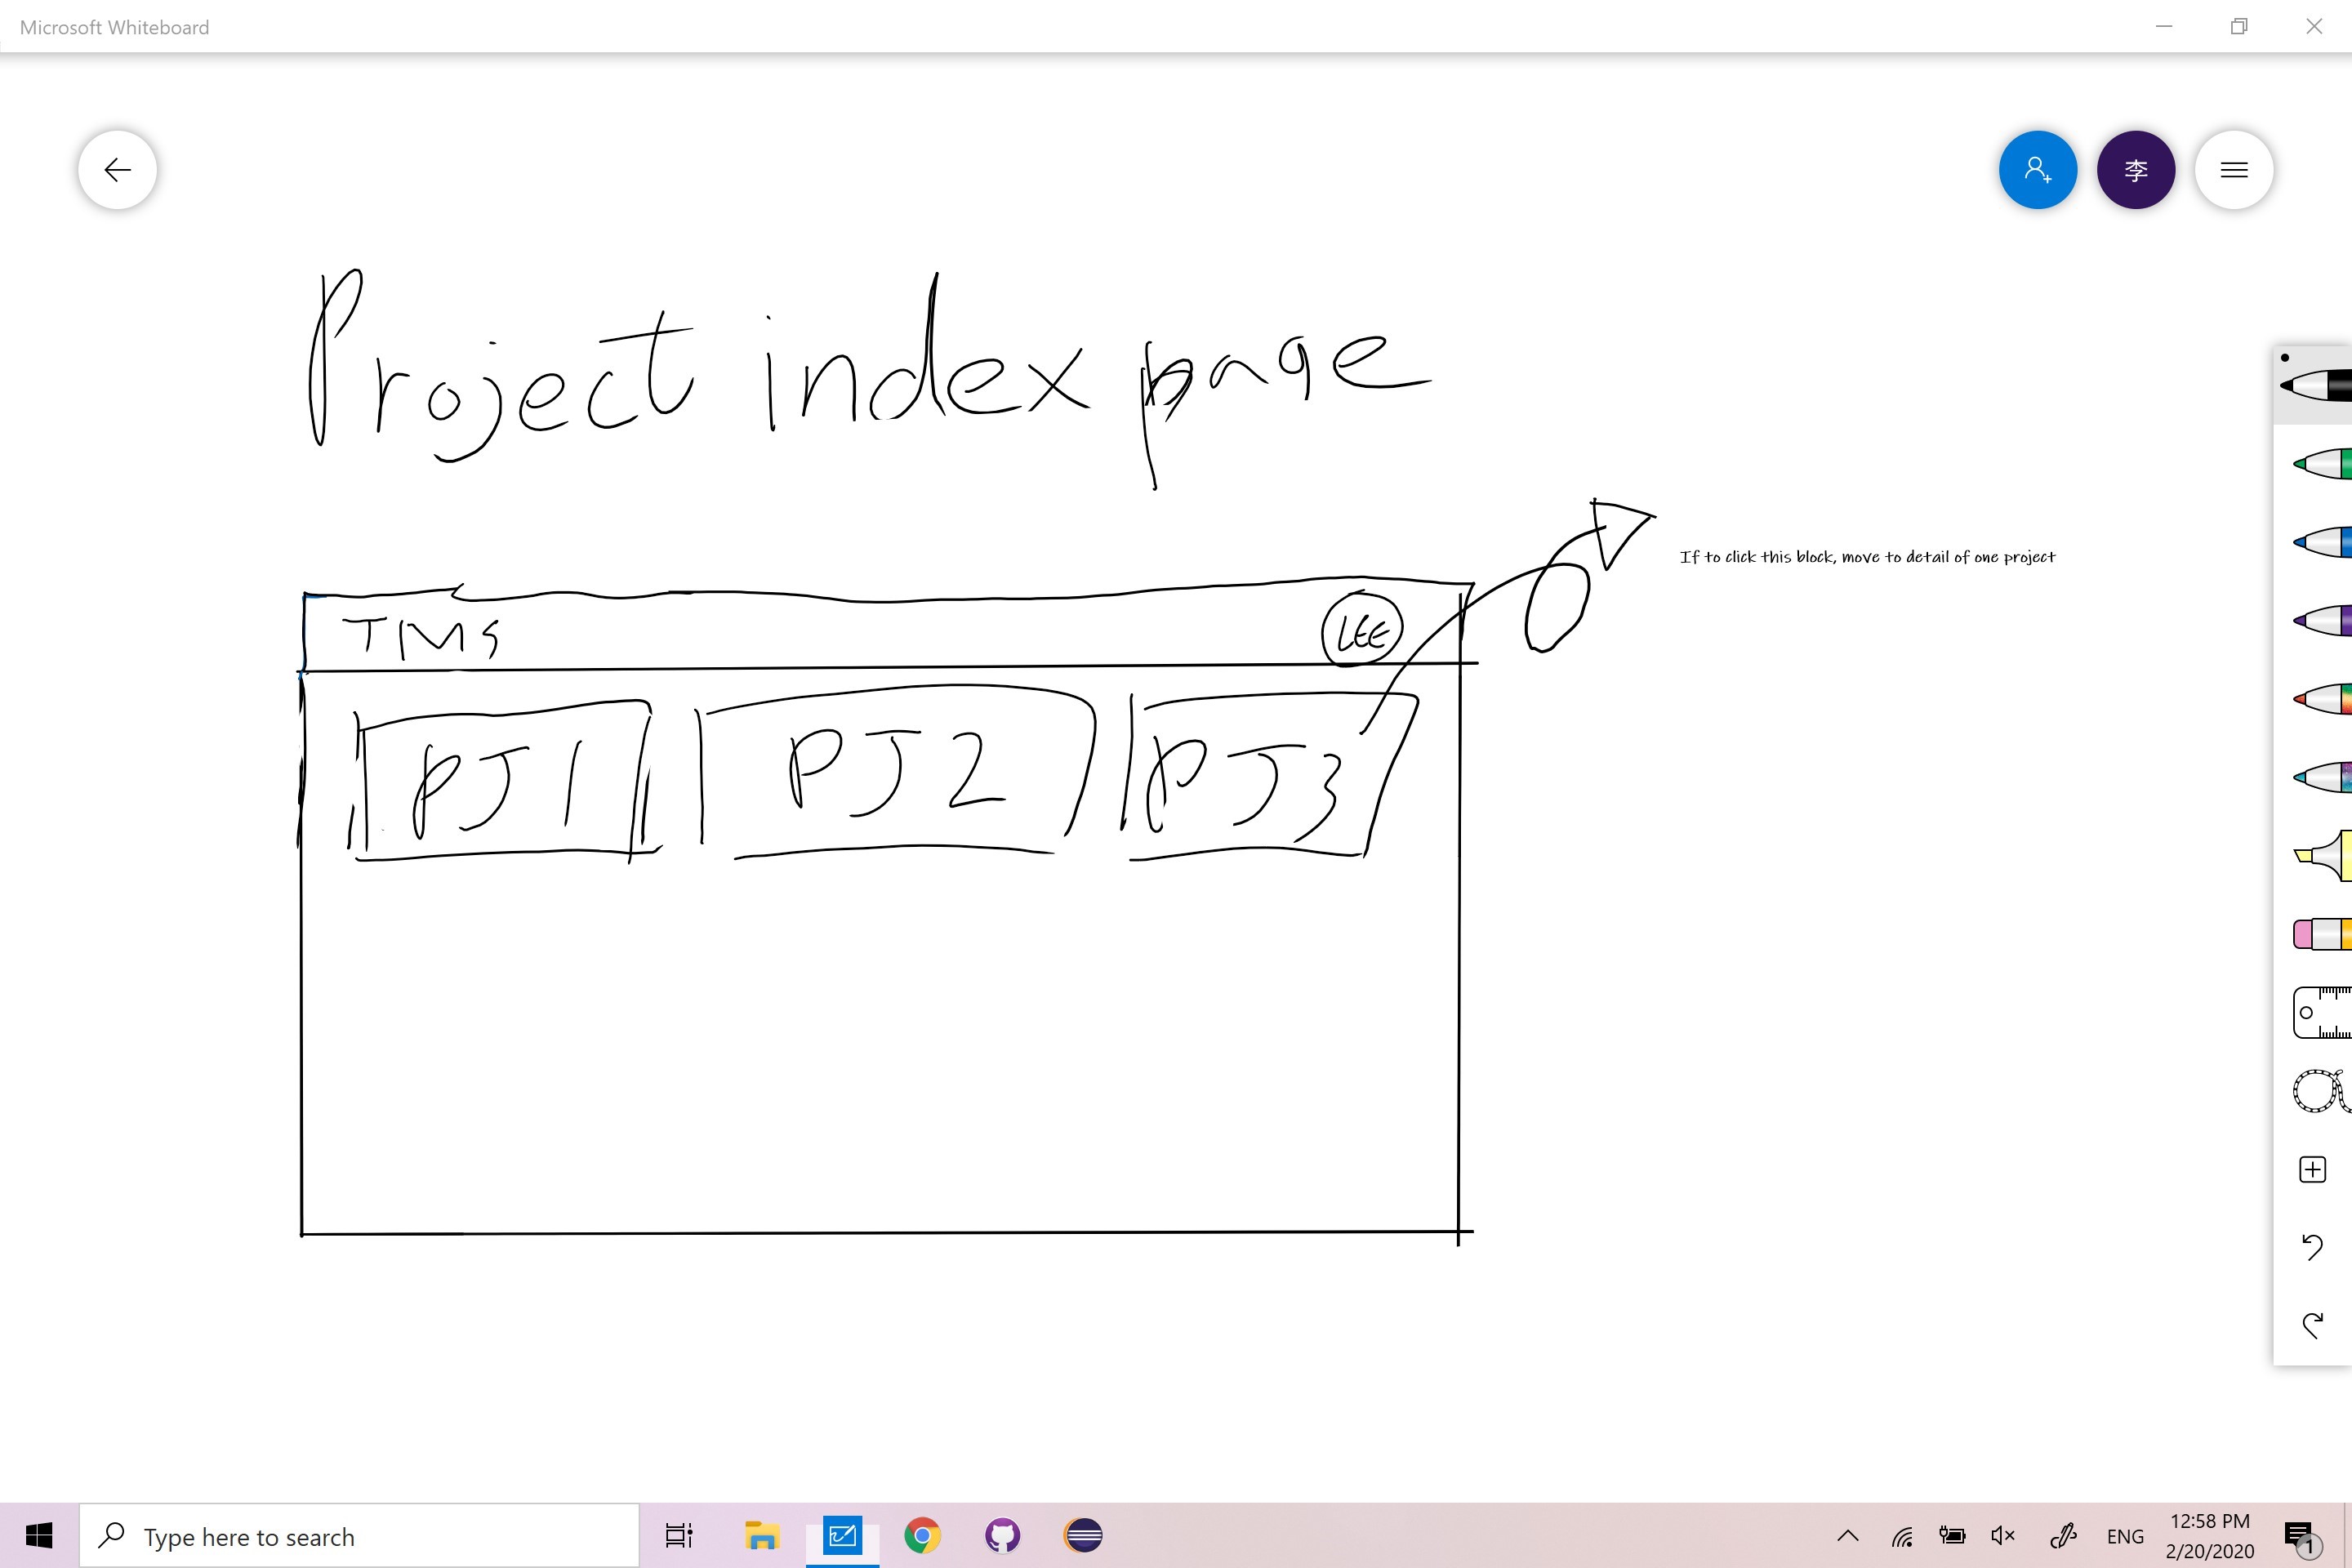 Microsoft Whiteboard
李
Project index page
If to click this block, move to detail of one project
TMS
LEE
PJ1 PJ2 PJ3
Type here to search
ENG
12:58 PM
2/20/2020
1